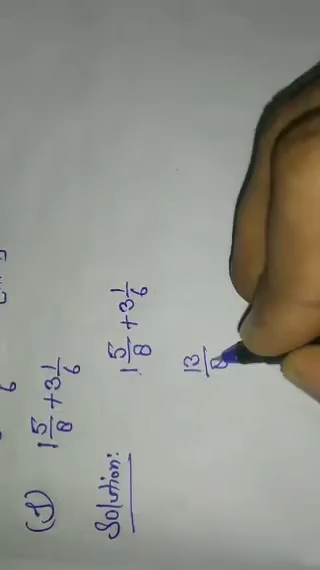 (I) 1 5/8 + 3 1/6
Solution: 1 5/8 + 3 1/6
13/8